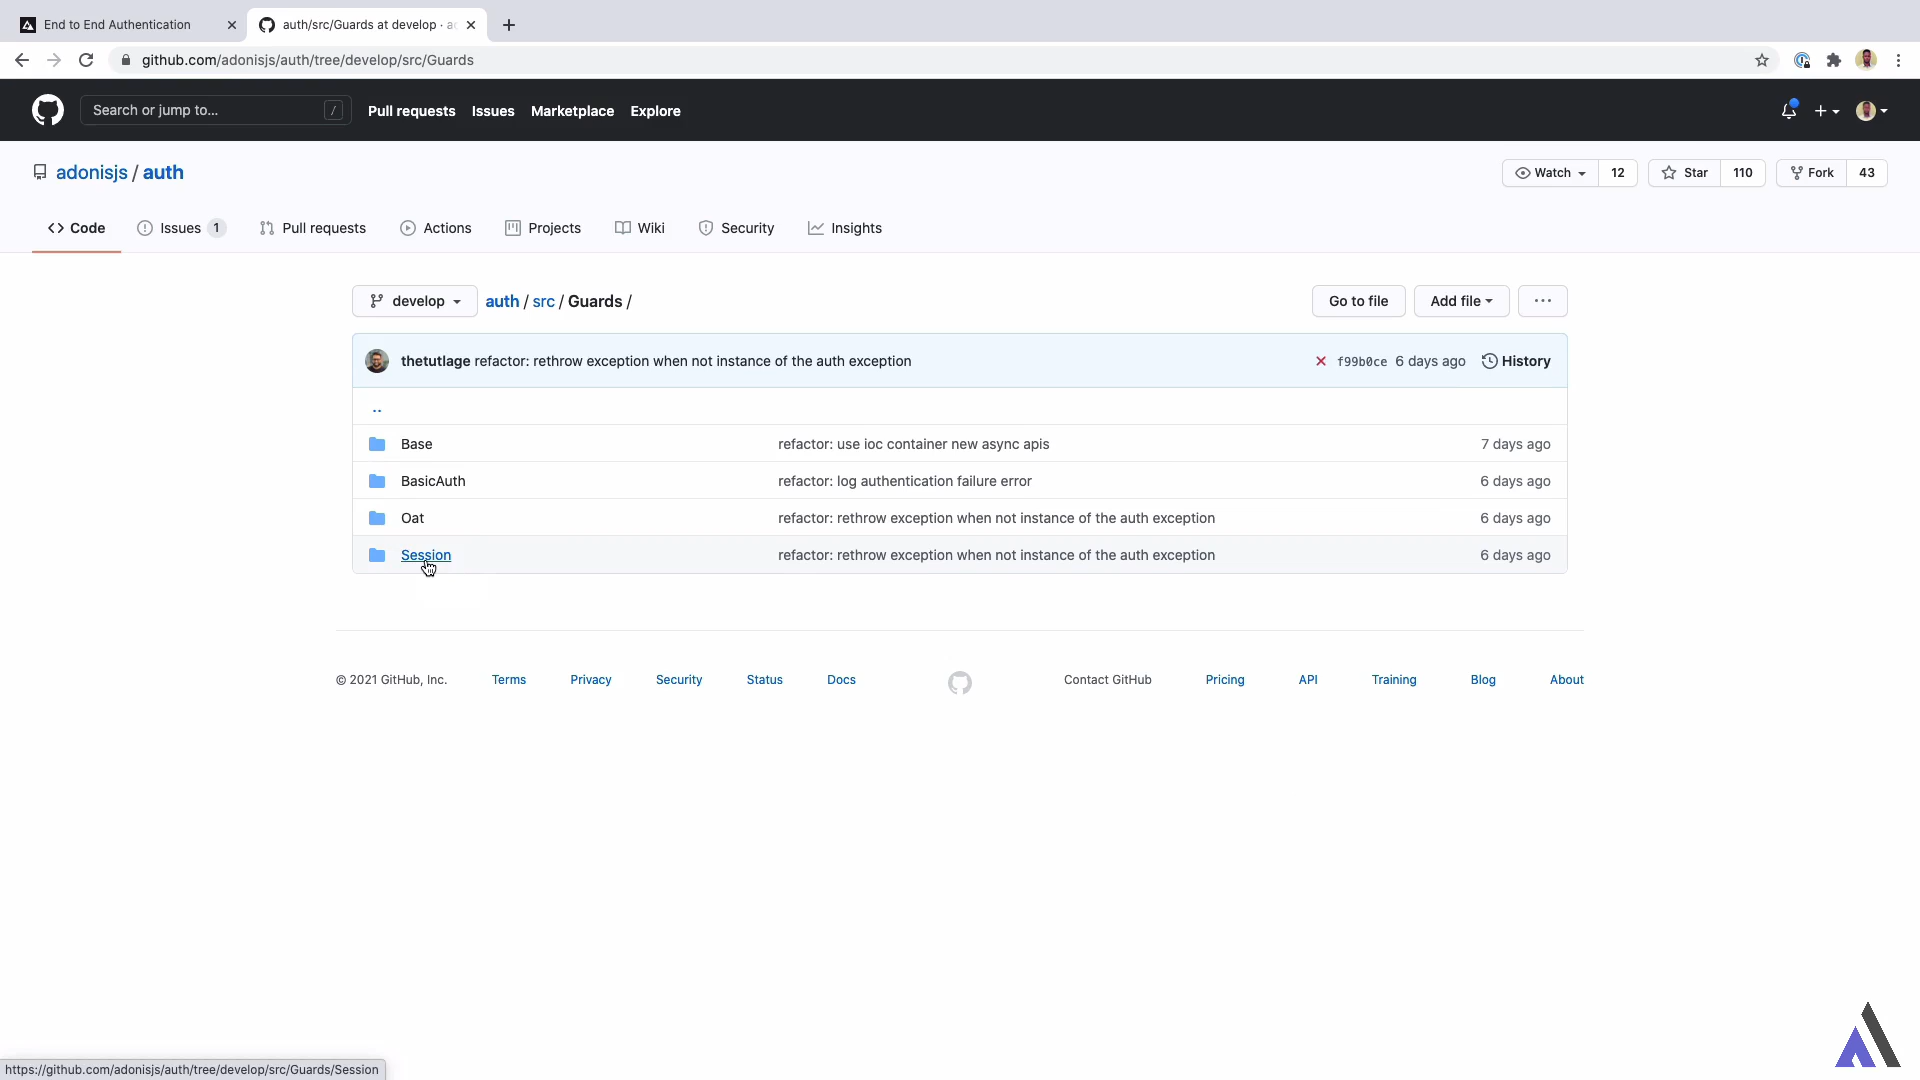 End to End Authentication
auth/src/Guards at develop · a
github.com/adonisjs/auth/tree/develop/src/Guards
Search or jump to... /
Pull requests Issues Marketplace Explore
adonisjs / auth
Watch 12 Star 110 Fork 43
Code Issues 1 Pull requests Actions Projects Wiki Security Insights
develop auth / src / Guards / Go to file Add file ...
thetutlage refactor: rethrow exception when not instance of the auth exception f99b0ce 6 days ago History
..
Base refactor: use ioc container new async apis 7 days ago
BasicAuth refactor: log authentication failure error 6 days ago
Oat refactor: rethrow exception when not instance of the auth exception 6 days ago
Session refactor: rethrow exception when not instance of the auth exception 6 days ago
© 2021 GitHub, Inc. Terms Privacy Security Status Docs Contact GitHub Pricing API Training Blog About
https://github.com/adonisjs/auth/tree/develop/src/Guards/Session